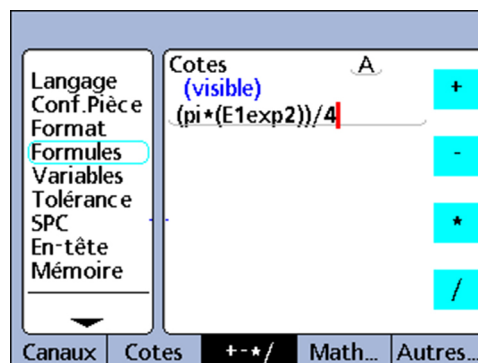 Langage
Conf.Pièce
Format
Formules
Variables
Tolérance
SPC
En-tête
Mémoire
Cotes A
(visible)
(pi*(E1exp2))/4
+
-
*
/
Canaux Cotes +-*/ Math... Autres...